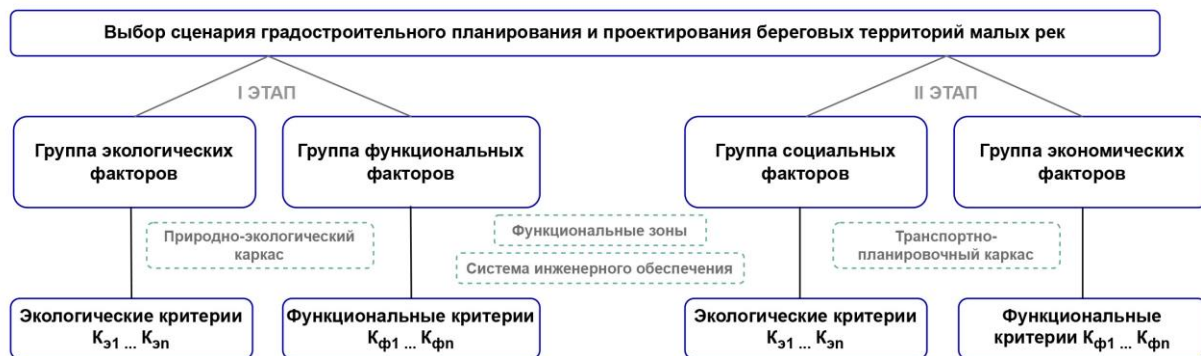 Выбор сценария градостроительного планирования и проектирования береговых территорий малых рек
I ЭТАП
II ЭТАП
Группа экологических
факторов
Группа функциональных
факторов
Группа социальных
факторов
Группа экономических
факторов
Природно-экологический
каркас
Функциональные зоны
Система инженерного обеспечения
Транспортно-
планировочный каркас
Экологические критерии
Кэ1 ... Кэn
Функциональные критерии
Кф1 ... Кфn
Экологические критерии
Кэ1 ... Кэn
Функциональные
критерии Кф1 ... Кфn